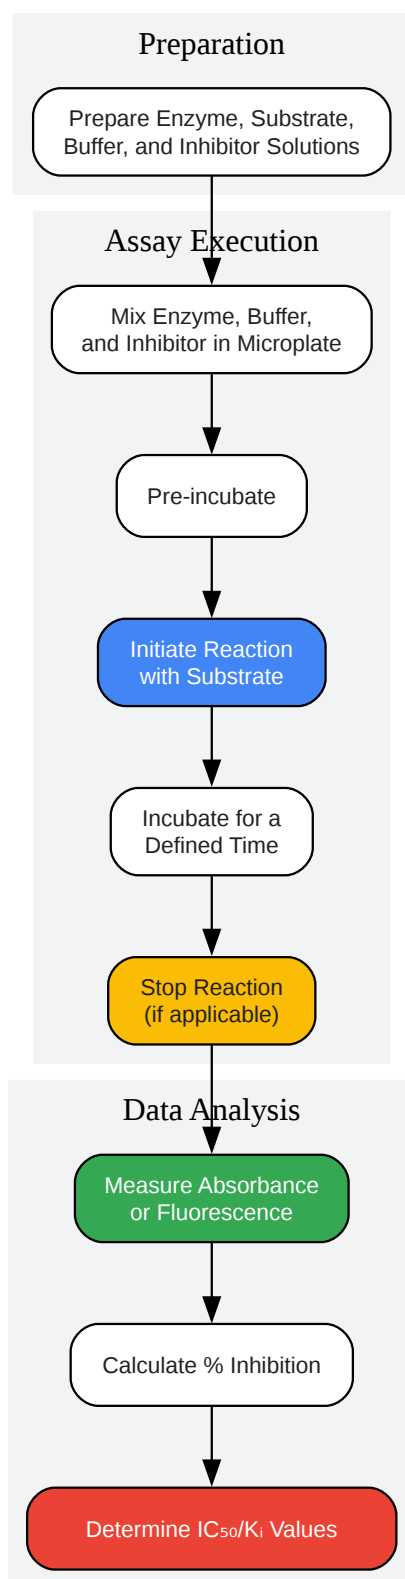 Preparation
Prepare Enzyme, Substrate,
Buffer, and Inhibitor Solutions
Assay Execution
Mix Enzyme, Buffer,
and Inhibitor in Microplate
Pre-incubate
Initiate Reaction
with Substrate
Incubate for a
Defined Time
Stop Reaction
(if applicable)
Data Analysis
Measure Absorbance
or Fluorescence
Calculate % Inhibition
Determine IC₅₀/Kᵢ Values